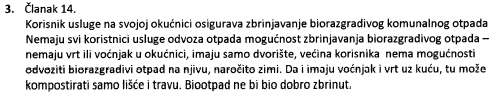 3. Članak 14.
Korisnik usluge na svojoj okućnici osigurava zbrinjavanje biorazgradivog komunalnog otpada
Nemaju svi koristnici usluge odvoza otpada mogućnost zbrinjavanja biorazgradivog otpada –
nemaju vrt ili voćnjak u okućnici, imaju samo dvorište, većina korisnika nema mogućnosti
odvoziti biorazgradivi otpad na njivu, naročito zimi. Da i imaju voćnjak i vrt uz kuću, tu može
kompostirati samo lišće i travu. Biootpad ne bi bio dobro zbrinut.